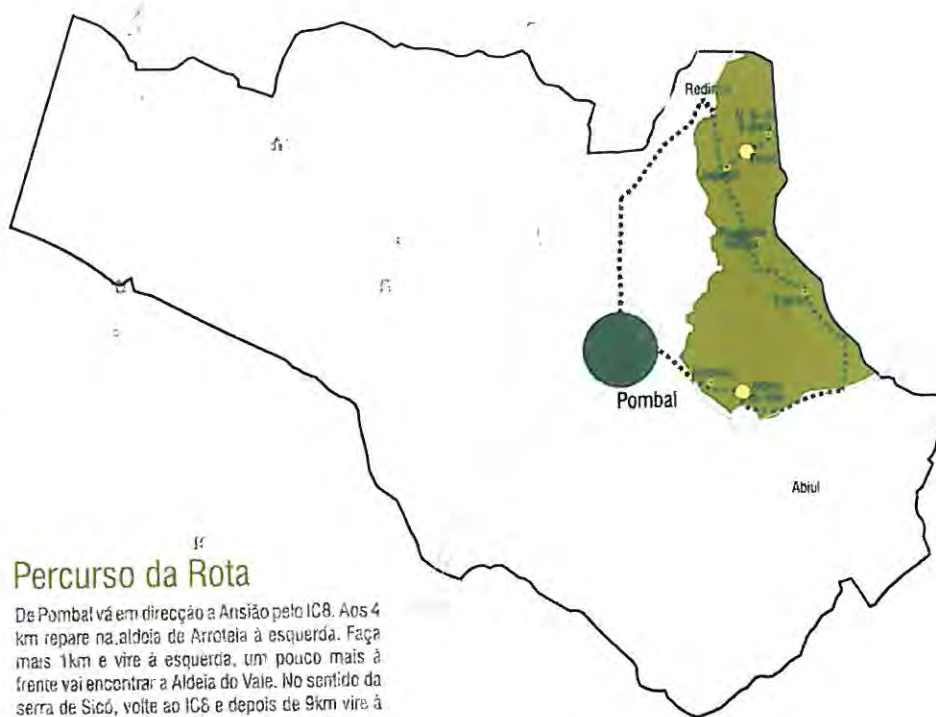 Redinha
Pombal
Abiul
Percurso da Rota
De Pombal vá em direcção a Ansião pelo IC8. Aos 4
km repare na aldeia de Arroteia à esquerda. Faça
mais 1km e vire à esquerda, um pouco mais à
frente vai encontrar a Aldeia do Vale. No sentido da
serra de Sicó, volte ao IC8 e depois de 9km vire à